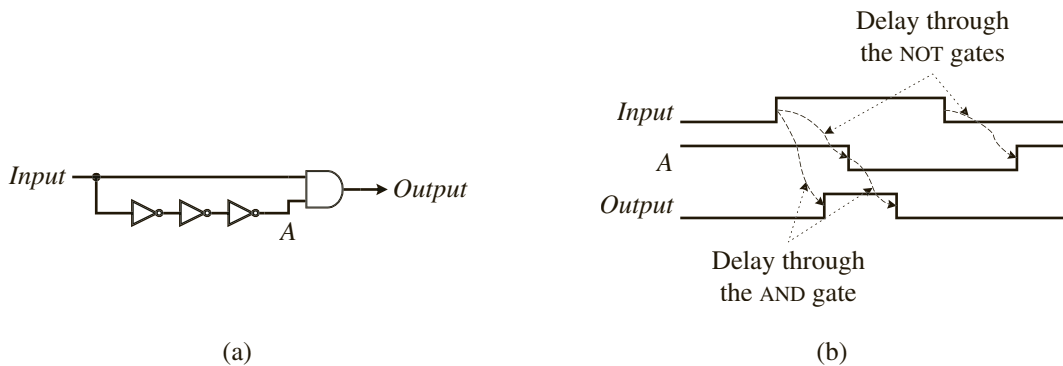 Input
A
Output
(a)
Delay through
the NOT gates
Input
A
Output
Delay through
the AND gate
(b)